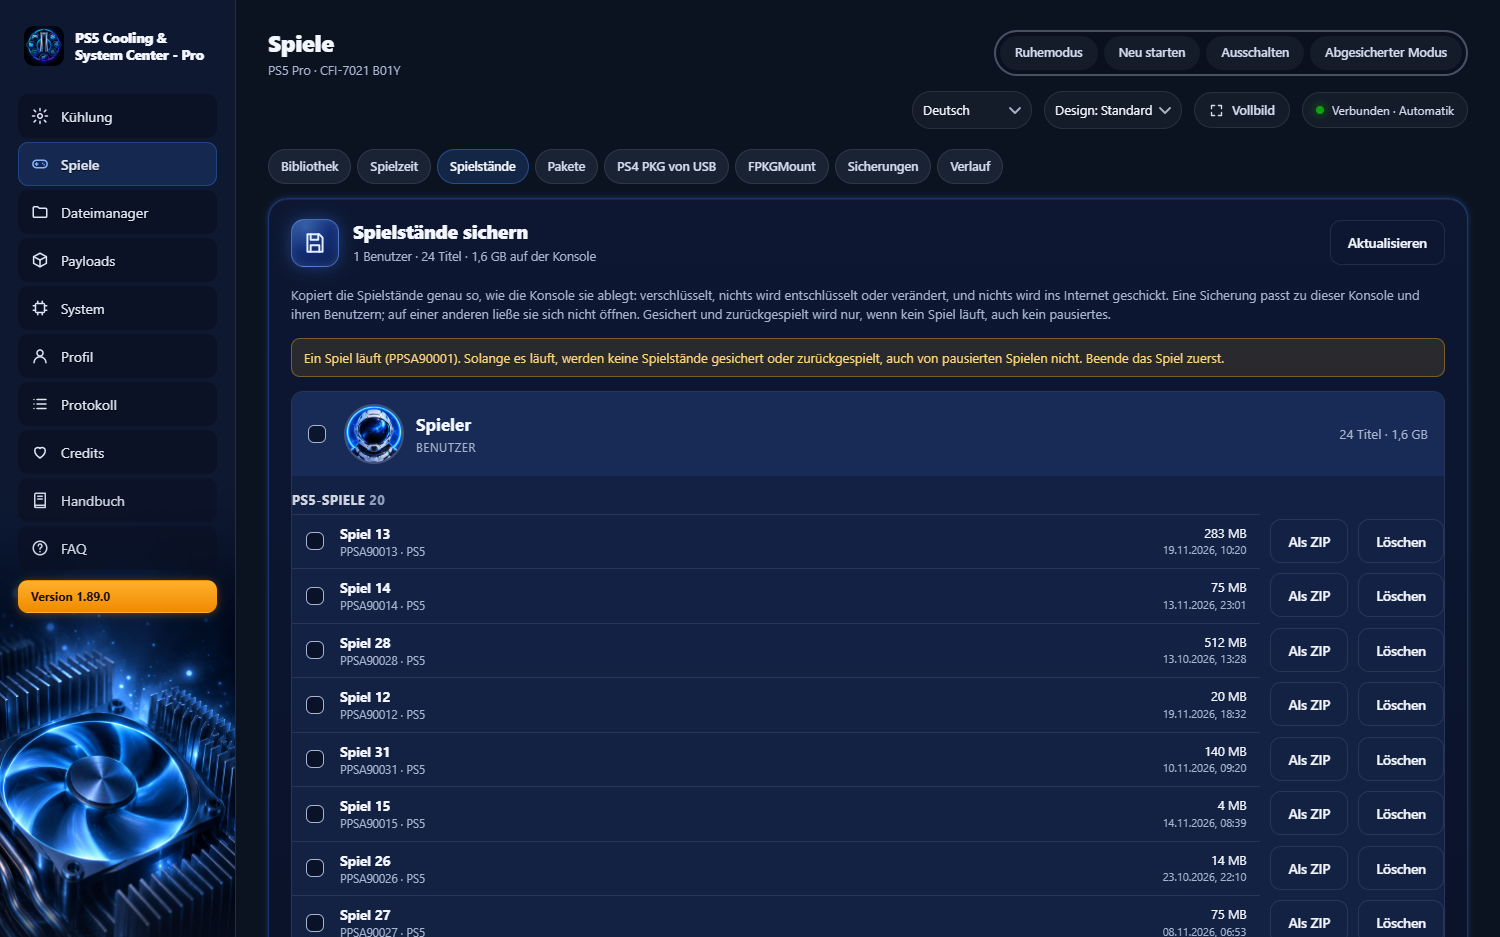 PS5 Cooling &
System Center - Pro
Kühlung
Spiele
Dateimanager
Payloads
System
Profil
Protokoll
Credits
Handbuch
FAQ
Version 1.89.0
Spiele
PS5 Pro · CFI-7021 B01Y
Ruhemodus
Neu starten
Ausschalten
Abgesicherter Modus
Deutsch
Design: Standard
Vollbild
Verbunden · Automatik
Bibliothek
Spielzeit
Spielstände
Pakete
PS4 PKG von USB
FPKGMount
Sicherungen
Verlauf
Spielstände sichern
1 Benutzer · 24 Titel · 1,6 GB auf der Konsole
Aktualisieren
Kopiert die Spielstände genau so, wie die Konsole sie ablegt: verschlüsselt, nichts wird entschlüsselt oder verändert, und nichts wird ins Internet geschickt. Eine Sicherung passt zu dieser Konsole und
ihren Benutzern; auf einer anderen ließe sie sich nicht öffnen. Gesichert und zurückgespielt wird nur, wenn kein Spiel läuft, auch kein pausiertes.
Ein Spiel läuft (PPSA90001). Solange es läuft, werden keine Spielstände gesichert oder zurückgespielt, auch von pausierten Spielen nicht. Beende das Spiel zuerst.
Spieler
BENUTZER
24 Titel · 1,6 GB
PS5-SPIELE 20
Spiel 13
PPSA90013 · PS5
283 MB
19.11.2026, 10:20
Als ZIP
Löschen
Spiel 14
PPSA90014 · PS5
75 MB
13.11.2026, 23:01
Als ZIP
Löschen
Spiel 28
PPSA90028 · PS5
512 MB
13.10.2026, 13:28
Als ZIP
Löschen
Spiel 12
PPSA90012 · PS5
20 MB
19.11.2026, 18:32
Als ZIP
Löschen
Spiel 31
PPSA90031 · PS5
140 MB
10.11.2026, 09:20
Als ZIP
Löschen
Spiel 15
PPSA90015 · PS5
4 MB
14.11.2026, 08:39
Als ZIP
Löschen
Spiel 26
PPSA90026 · PS5
14 MB
23.10.2026, 22:10
Als ZIP
Löschen
Spiel 27
PPSA90027 · PS5
75 MB
08.11.2026, 06:53
Als ZIP
Löschen